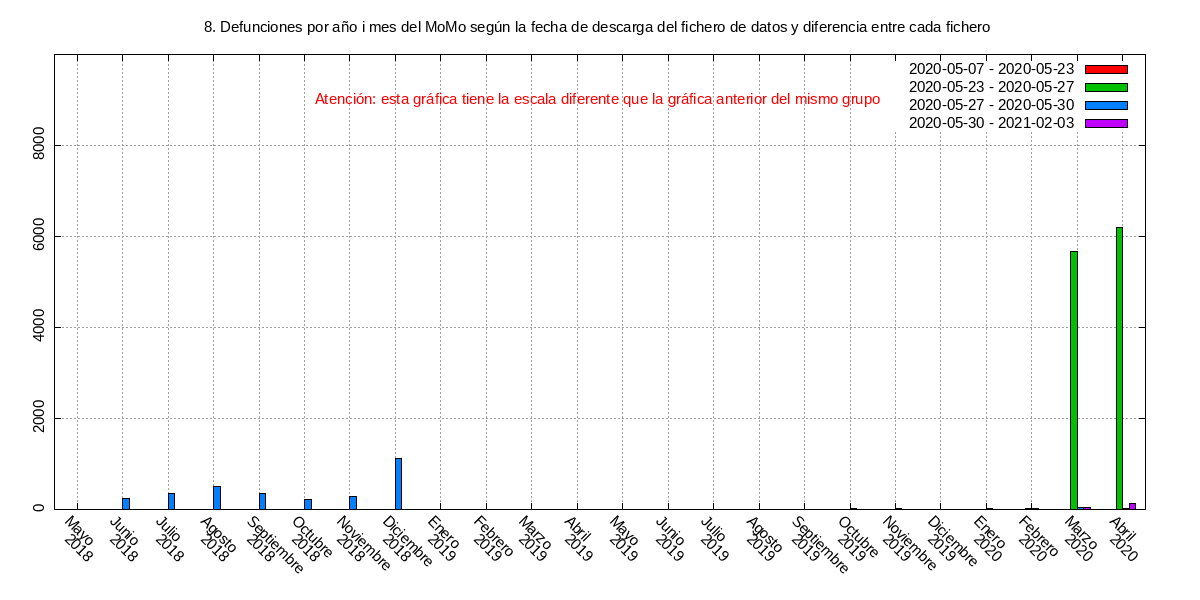 8. Defunciones por año i mes del MoMo según la fecha de descarga del fichero de datos y diferencia entre cada fichero
2020-05-07 - 2020-05-23
2020-05-23 - 2020-05-27
2020-05-27 - 2020-05-30
2020-05-30 - 2021-02-03
Atención: esta gráfica tiene la escala diferente que la gráfica anterior del mismo grupo
8000
6000
4000
2000
0
Mayo
2018
Junio
2018
Julio
2018
Agosto
2018
Septiembre
2018
Octubre
2018
Noviembre
2018
Diciembre
2018
Enero
2019
Febrero
2019
Marzo
2019
Abril
2019
Mayo
2019
Junio
2019
Julio
2019
Agosto
2019
Septiembre
2019
Octubre
2019
Noviembre
2019
Diciembre
2019
Enero
2020
Febrero
2020
Marzo
2020
Abril
2020